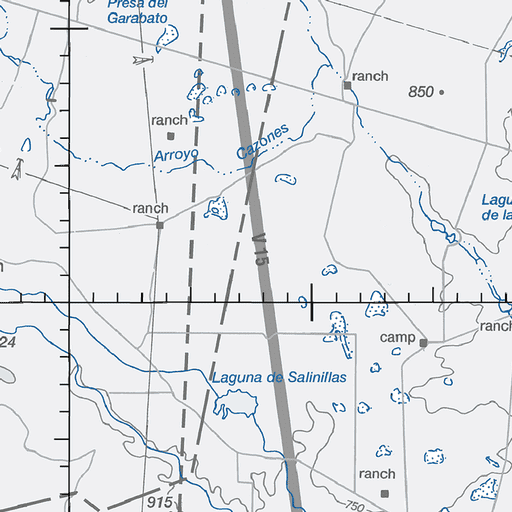 Presa del
Garabato
ranch
850
ranch
Arroyo Cazones
ranch
V 15
Lagu
de la
n
24
ranch
camp
Laguna de Salinillas
ranch
750
915